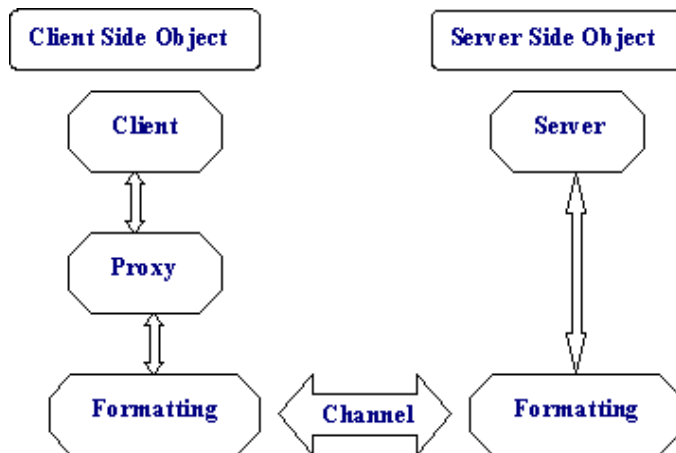 Client Side Object
Server Side Object
Client
Server
Proxy
Formatting
Channel
Formatting